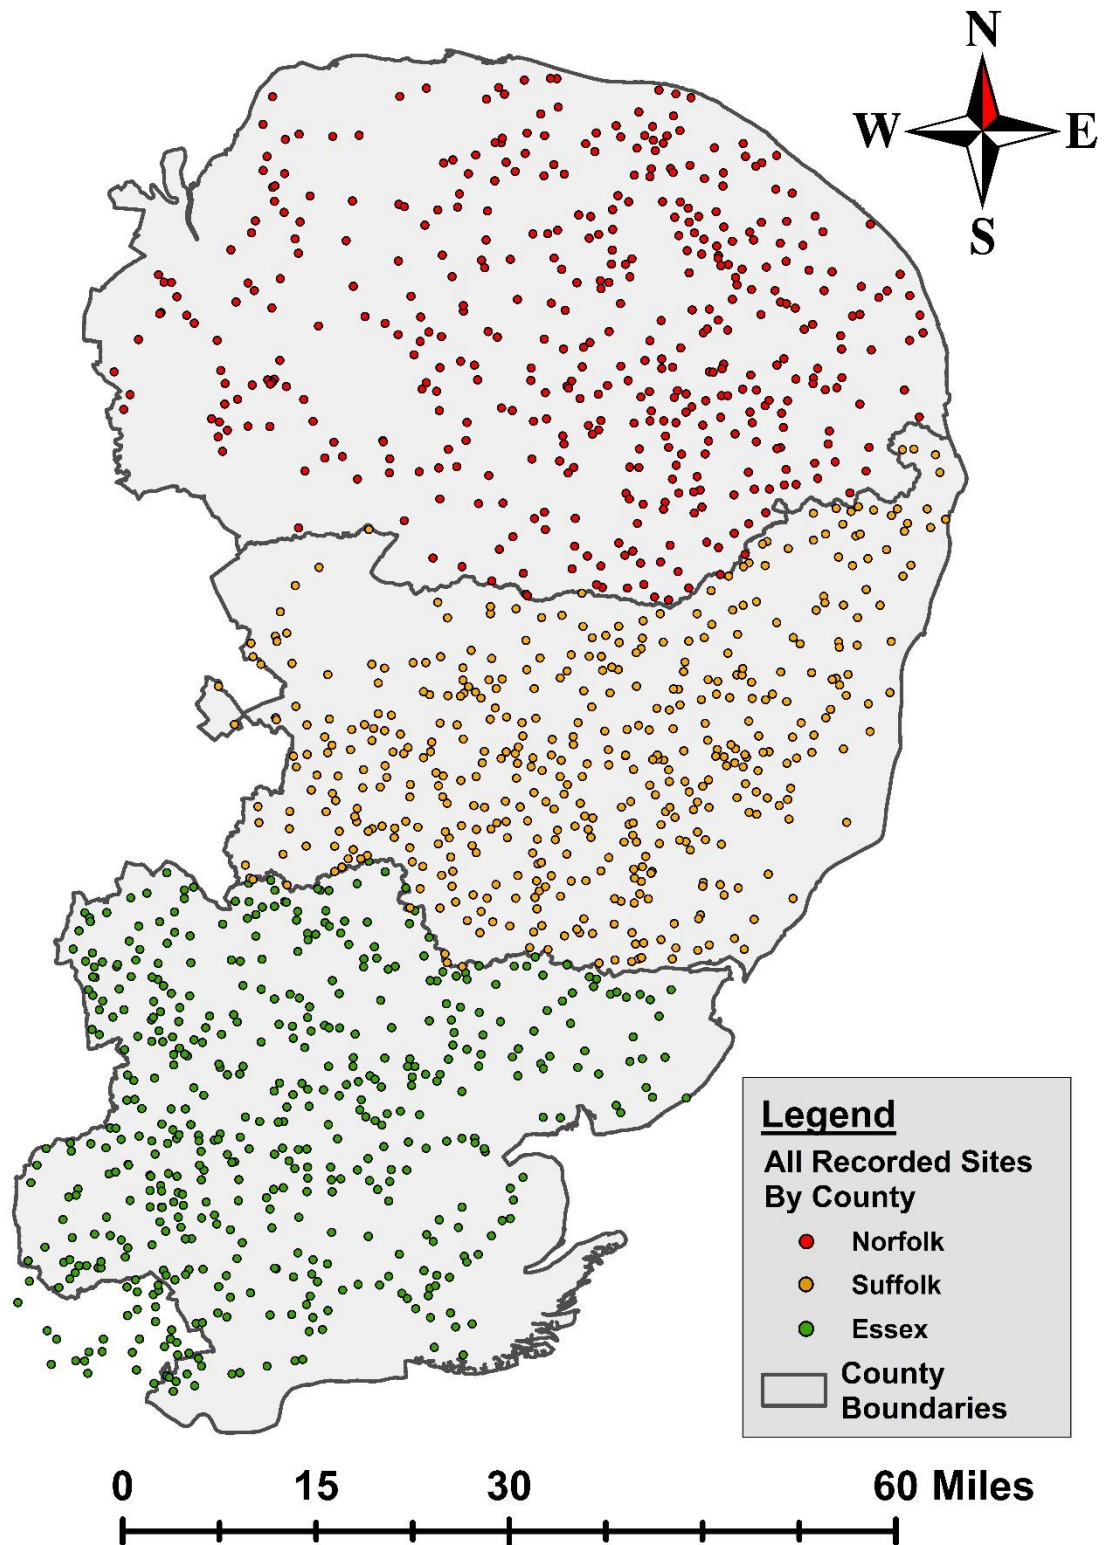 N
W E
S
Legend
All Recorded Sites
By County
Norfolk
Suffolk
Essex
County
Boundaries
0 15 30 60 Miles